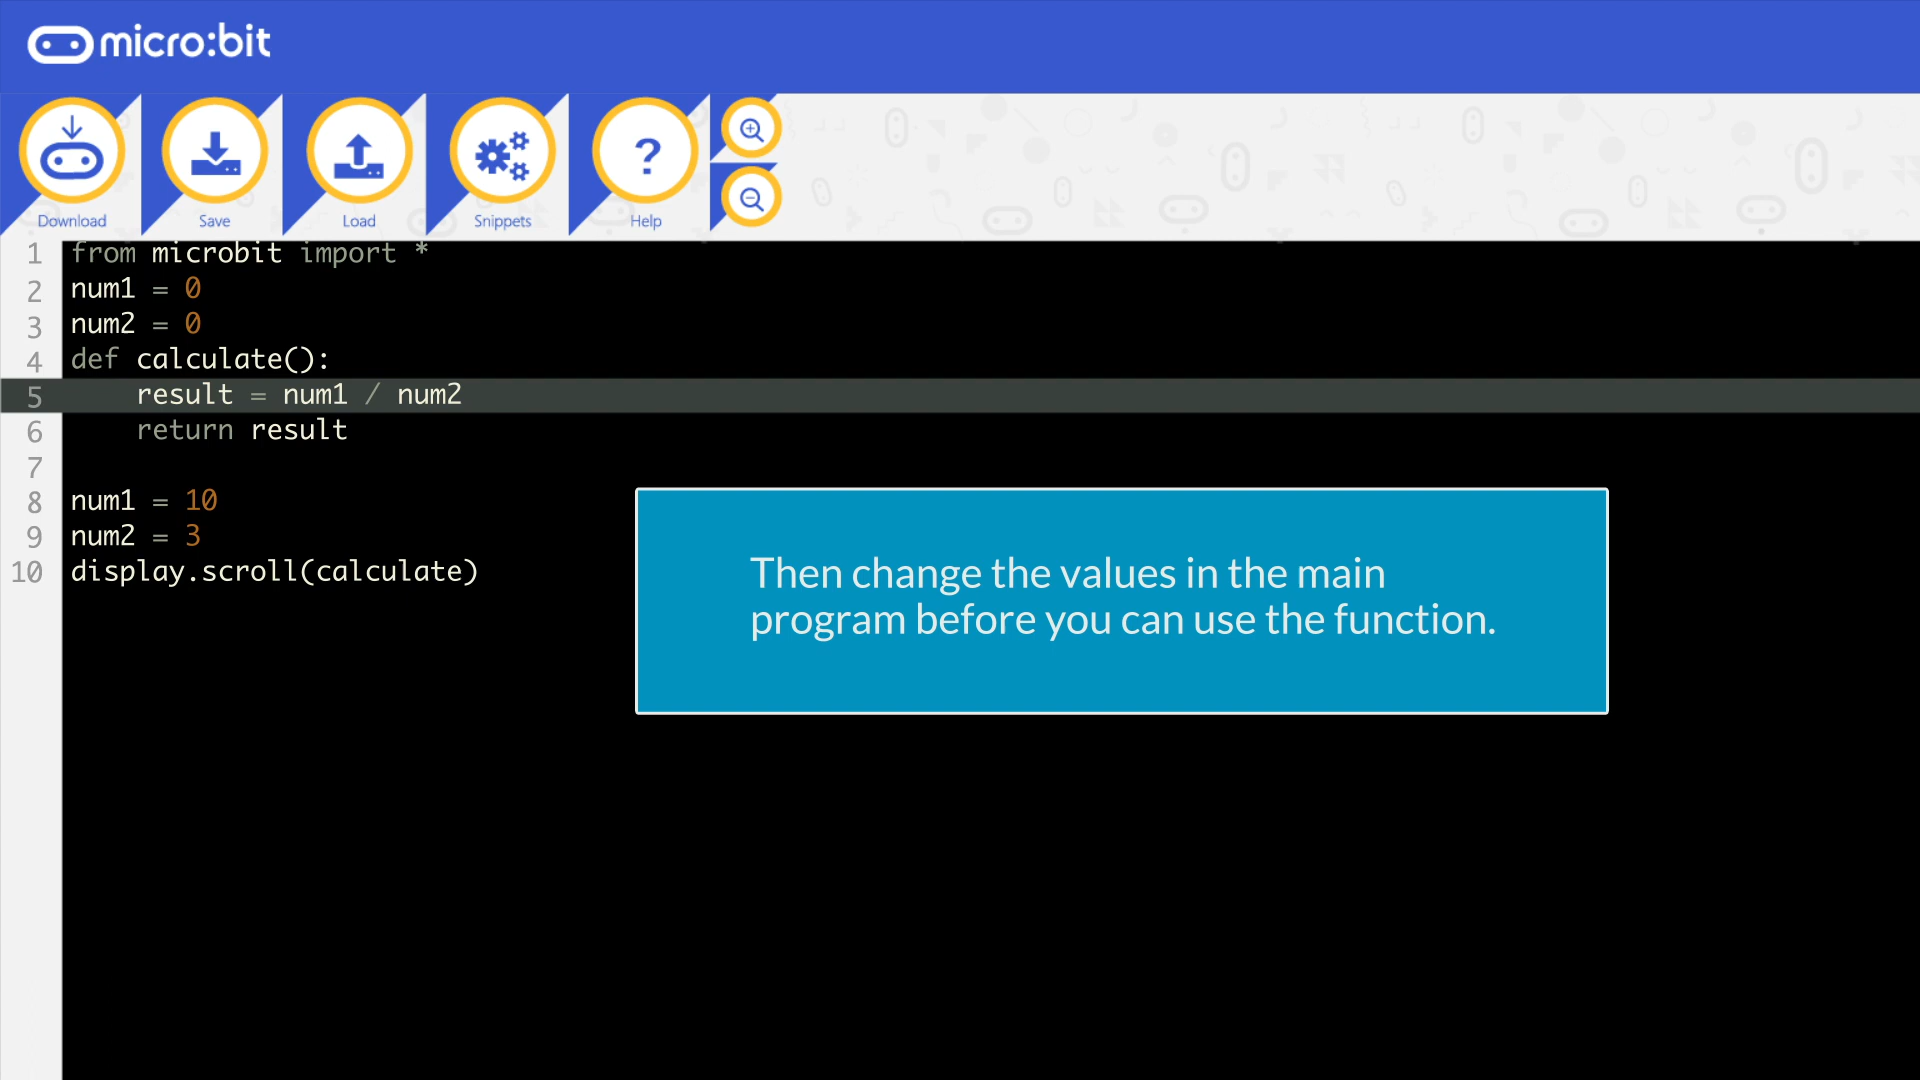 micro:bit
Download
Save
Load
Snippets
? Help
1 from microbit import *
2 num1 = 0
3 num2 = 0
4 def calculate():
5     result = num1 / num2
6     return result
7
8 num1 = 10
9 num2 = 3
10 display.scroll(calculate)
Then change the values in the main
program before you can use the function.